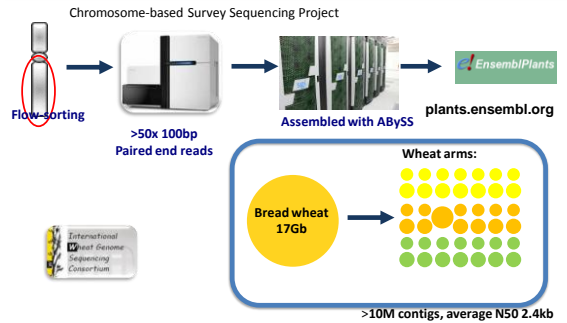 Chromosome-based Survey Sequencing Project
Flow-sorting
>50x 100bp
Paired end reads
Assembled with ABySS
e! EnsemblPlants
plants.ensembl.org
Wheat arms:
Bread wheat
17Gb
International
Wheat Genome
Sequencing
Consortium
>10M contigs, average N50 2.4kb